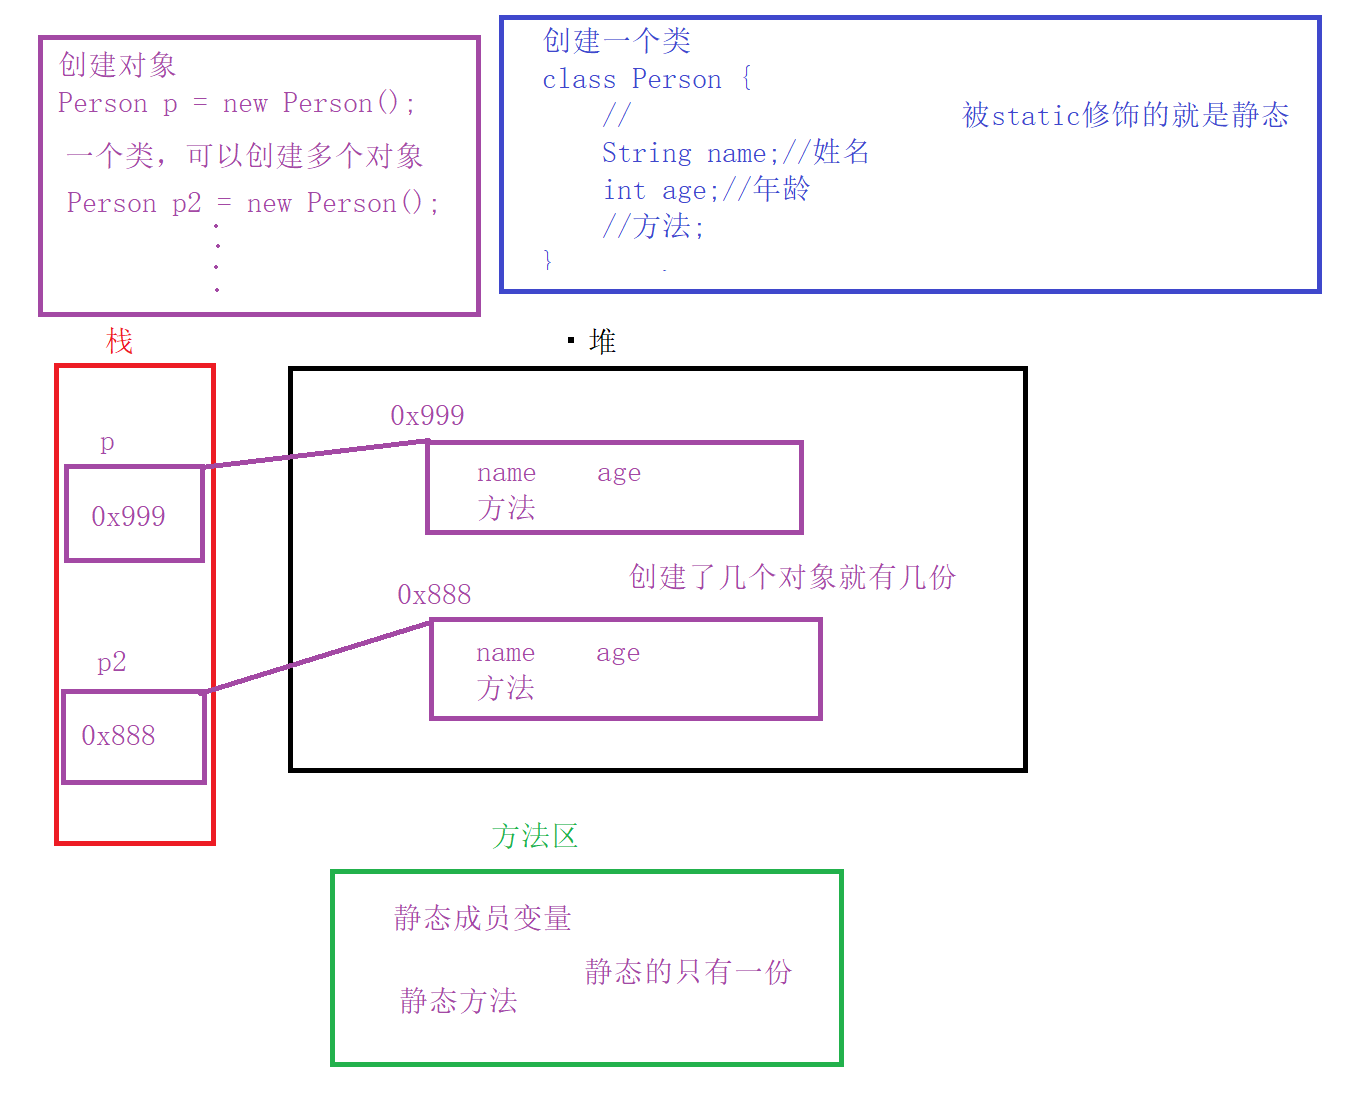 创建对象
Person p = new Person();
一个类，可以创建多个对象
Person p2 = new Person();
创建一个类
class Person {
//
被static修饰的就是静态
String name;//姓名
int age;//年龄
//方法;
}
栈
堆
p
0x999
p2
0x888
0x999
name age
方法
创建了几个对象就有几份
0x888
name age
方法
方法区
静态成员变量
静态的只有一份
静态方法